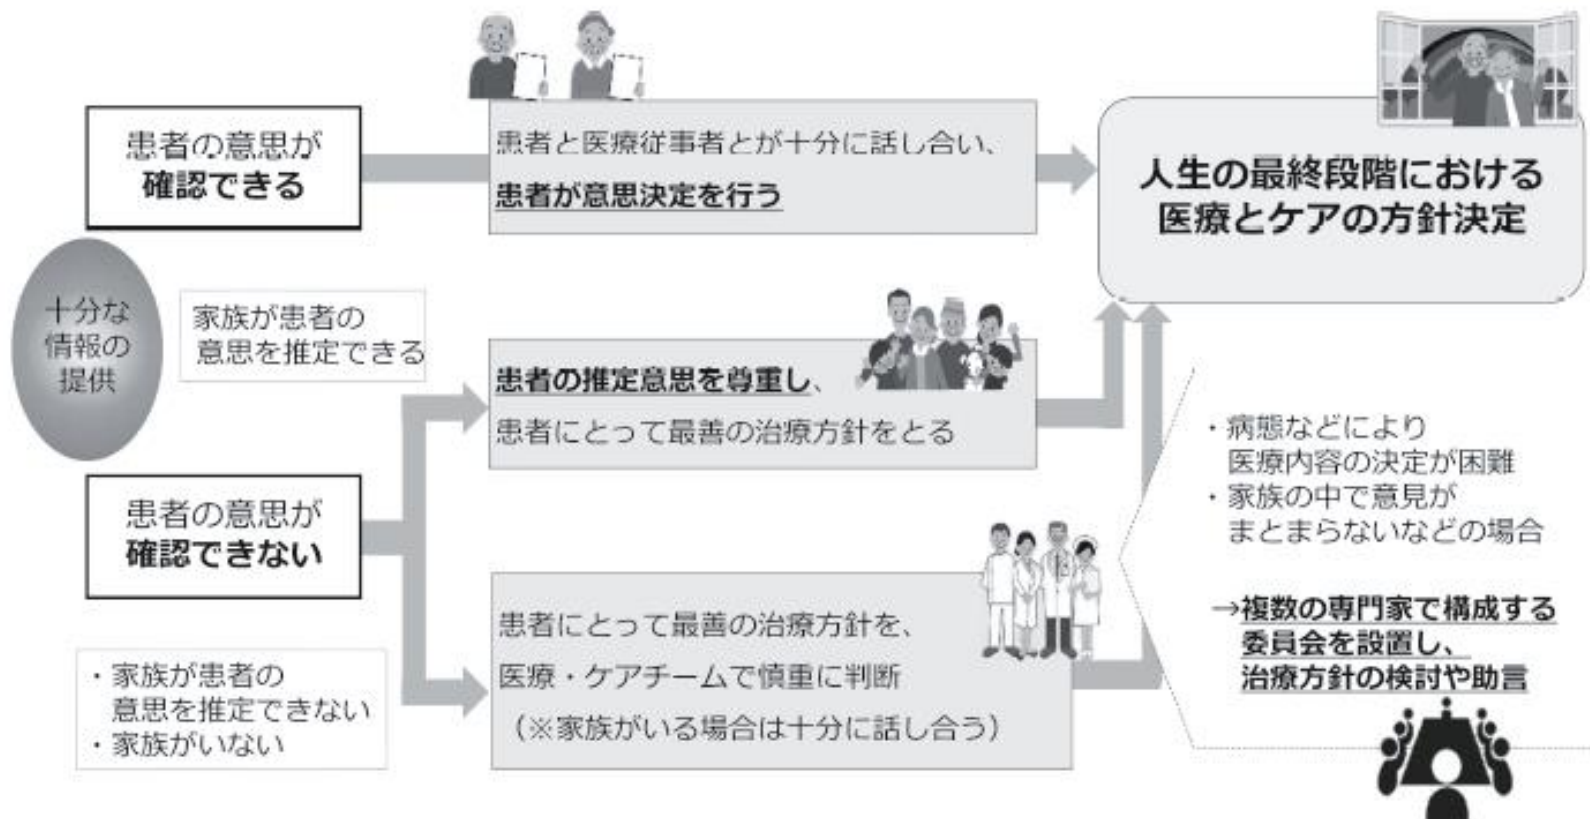 患者の意思が
確認できる
患者と医療従事者とが十分に話し合い、
患者が意思決定を行う
人生の最終段階における
医療とケアの方針決定
十分な
情報の
提供
家族が患者の
意思を推定できる
患者の推定意思を尊重し、
患者にとって最善の治療方針をとる
患者の意思が
確認できない
・家族が患者の
意思を推定できない
・家族がいない
患者にとって最善の治療方針を、
医療・ケアチームで慎重に判断
（※家族がいる場合は十分に話し合う）
・病態などにより
医療内容の決定が困難
・家族の中で意見が
まとまらないなどの場合
→複数の専門家で構成する
委員会を設置し、
治療方針の検討や助言